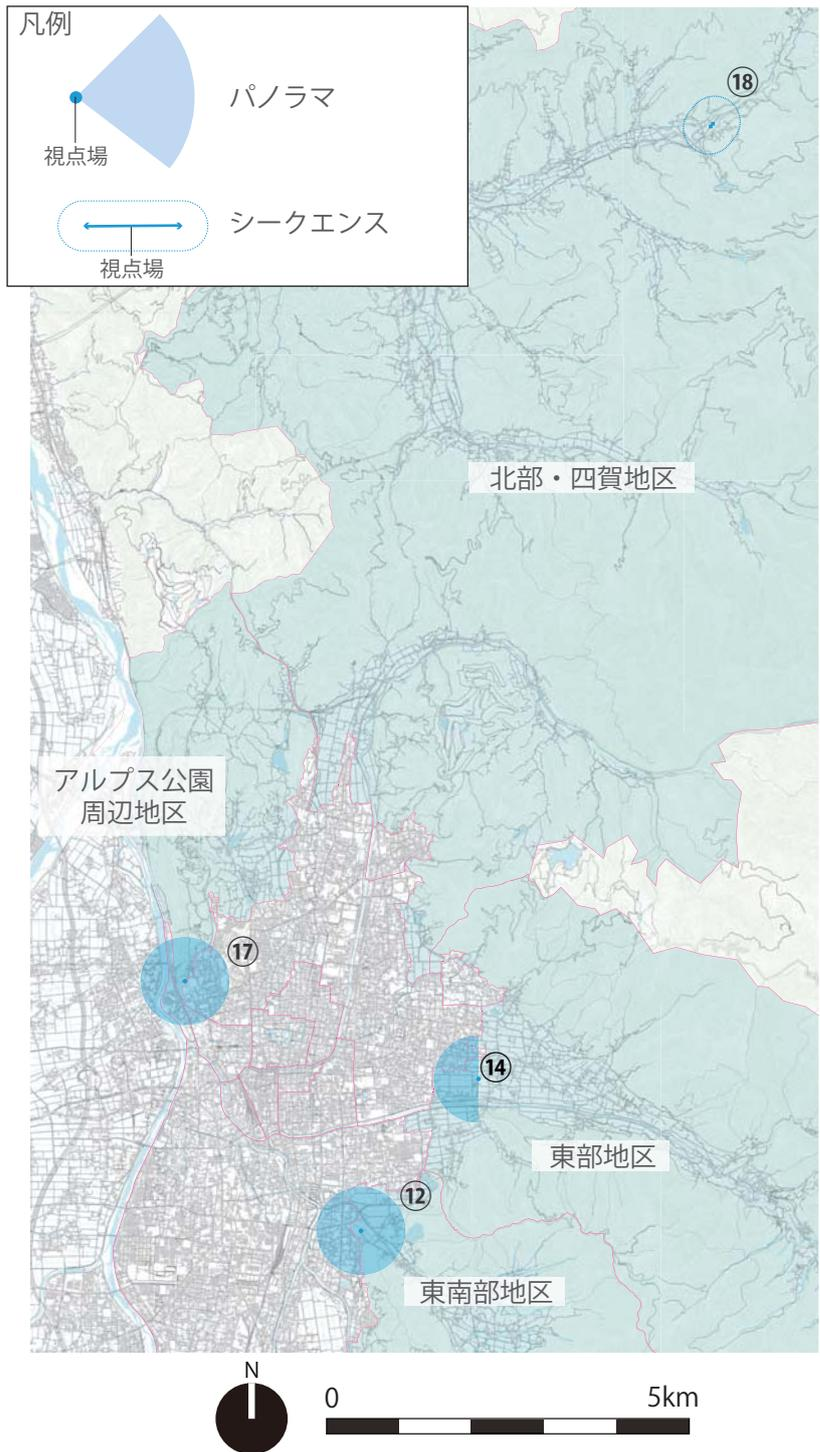 凡例
パノラマ
視点場
シークエンス
視点場
⑱
北部・四賀地区
アルプス公園
周辺地区
⑰
⑭
東部地区
⑫
東南部地区
N
0
5km